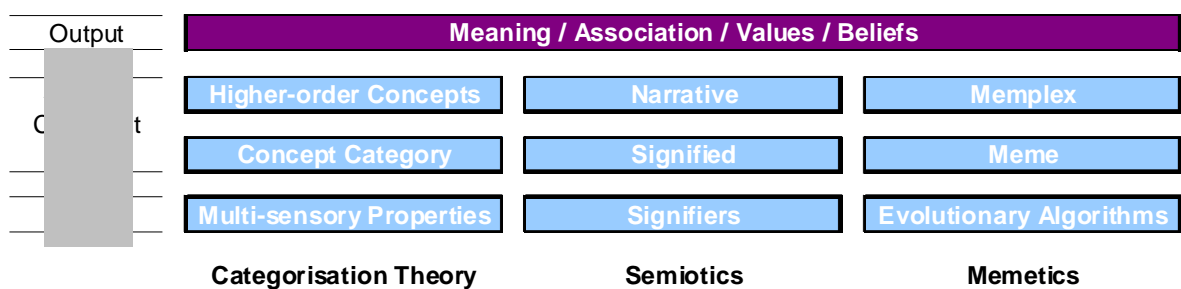 Output
Meaning / Association / Values / Beliefs
Higher-order Concepts
Narrative
Memplex
Concept Category
Signified
Meme
Multi-sensory Properties
Signifiers
Evolutionary Algorithms
Categorisation Theory
Semiotics
Memetics